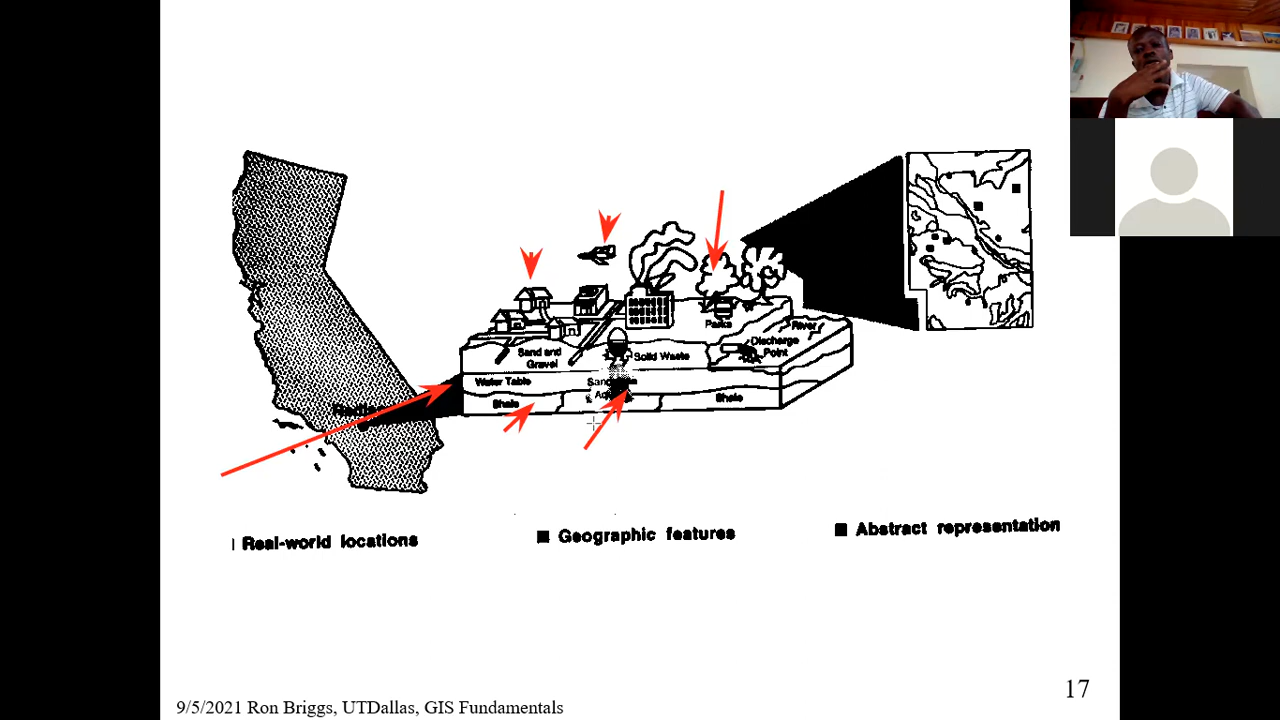 Parks
River
Sand and
Gravel
Solid Waste
Discharge
Point
Water Table
Shale
Shale
Real-world locations
Geographic features
Abstract representation
17
9/5/2021 Ron Briggs, UTDallas, GIS Fundamentals